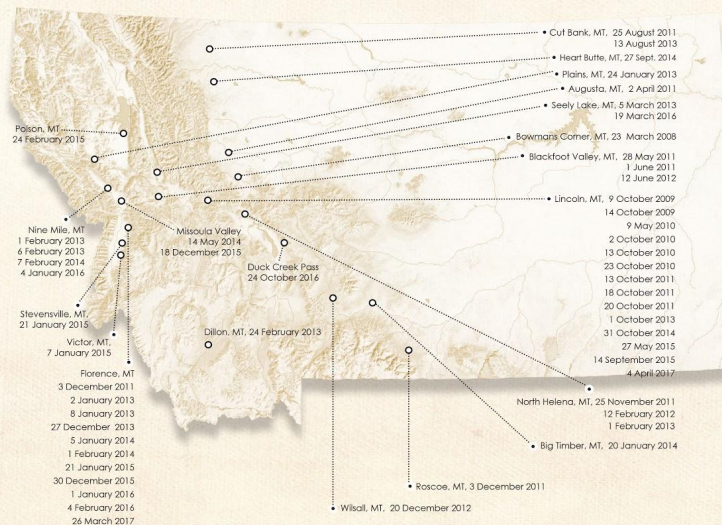 Cut Bank, MT, 25 August 2011
13 August 2013
Heart Butte, MT, 27 Sept. 2014
Plains, MT, 24 January 2013
Augusta, MT, 2 April 2011
Seely Lake, MT, 5 March 2013
19 March 2016
Bowmans Corner, MT, 23 March 2008
Blackfoot Valley, MT, 28 May 2011
1 June 2011
12 June 2012
Lincoln, MT, 9 October 2009
14 October 2009
9 May 2010
2 October 2010
13 October 2010
23 October 2010
13 October 2011
18 October 2011
20 October 2011
1 October 2013
31 October 2014
27 May 2015
14 September 2015
4 April 2017
North Helena, MT, 25 November 2011
12 February 2012
1 February 2013
Big Timber, MT, 20 January 2014
Roscoe, MT, 3 December 2011
Wilsall, MT, 20 December 2012
Polson, MT
24 February 2015
Nine Mile, MT
1 February 2013
6 February 2013
7 February 2014
4 January 2016
Missoula Valley
14 May 2014
18 December 2015
Duck Creek Pass
24 October 2016
Stevensville, MT,
21 January 2015
Victor, MT,
7 January 2015
Dillon, MT, 24 February 2013
Florence, MT
3 December 2011
2 January 2013
8 January 2013
27 December 2013
5 January 2014
1 February 2014
21 January 2015
30 December 2015
1 January 2016
4 February 2016
26 March 2017